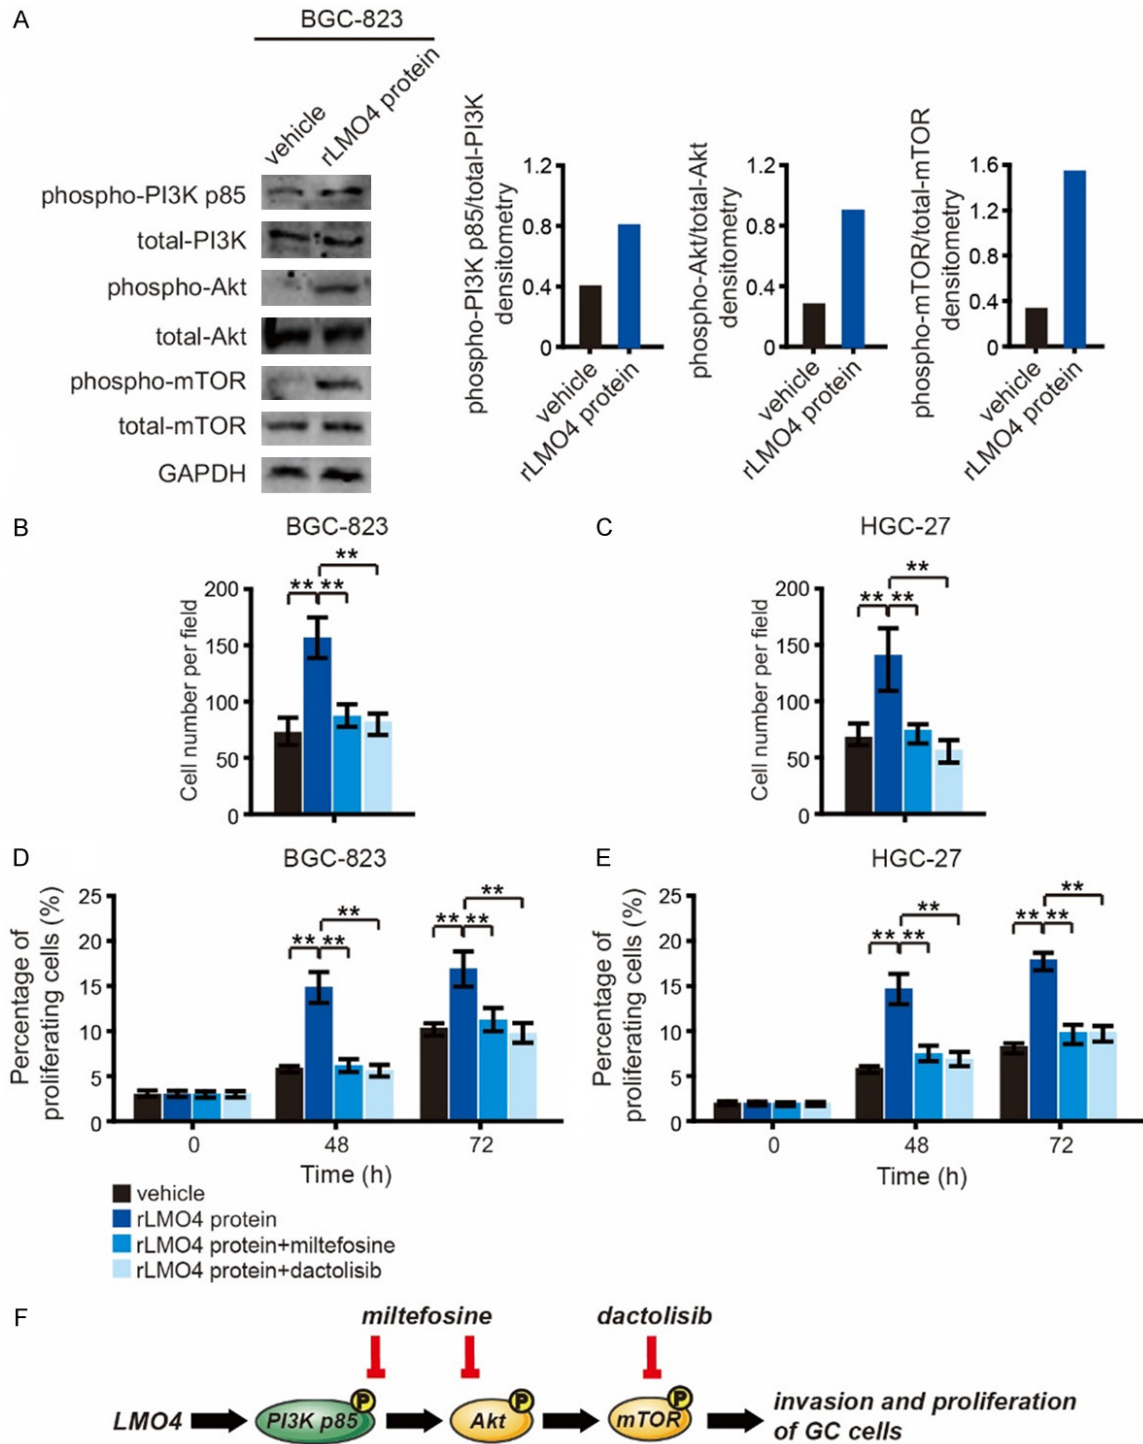 A
BGC-823
vehicle
rLMO4 protein
phospho-PI3K p85
total-PI3K
phospho-Akt
total-Akt
phospho-mTOR
total-mTOR
GAPDH
phospho-PI3K p85/total-PI3K
densitometry
1.2
0.8
0.4
0
vehicle
rLMO4 protein
phospho-Akt/total-Akt
densitometry
1.2
0.8
0.4
0
vehicle
rLMO4 protein
phospho-mTOR/total-mTOR
densitometry
1.6
1.2
0.8
0.4
0
vehicle
rLMO4 protein
B
BGC-823
Cell number per field
200
150
100
50
0
** **
**
C
HGC-27
Cell number per field
200
150
100
50
0
** **
**
D
BGC-823
Percentage of
proliferating cells (%)
25
20
15
10
5
0
** **
**
** **
**
0 48 72
Time (h)
E
HGC-27
Percentage of
proliferating cells (%)
25
20
15
10
5
0
** **
**
** **
**
0 48 72
Time (h)
vehicle
rLMO4 protein
rLMO4 protein+miltefosine
rLMO4 protein+dactolisib
F
miltefosine dactolisib
P P P
LMO4 PI3K p85 Akt mTOR invasion and proliferation
of GC cells